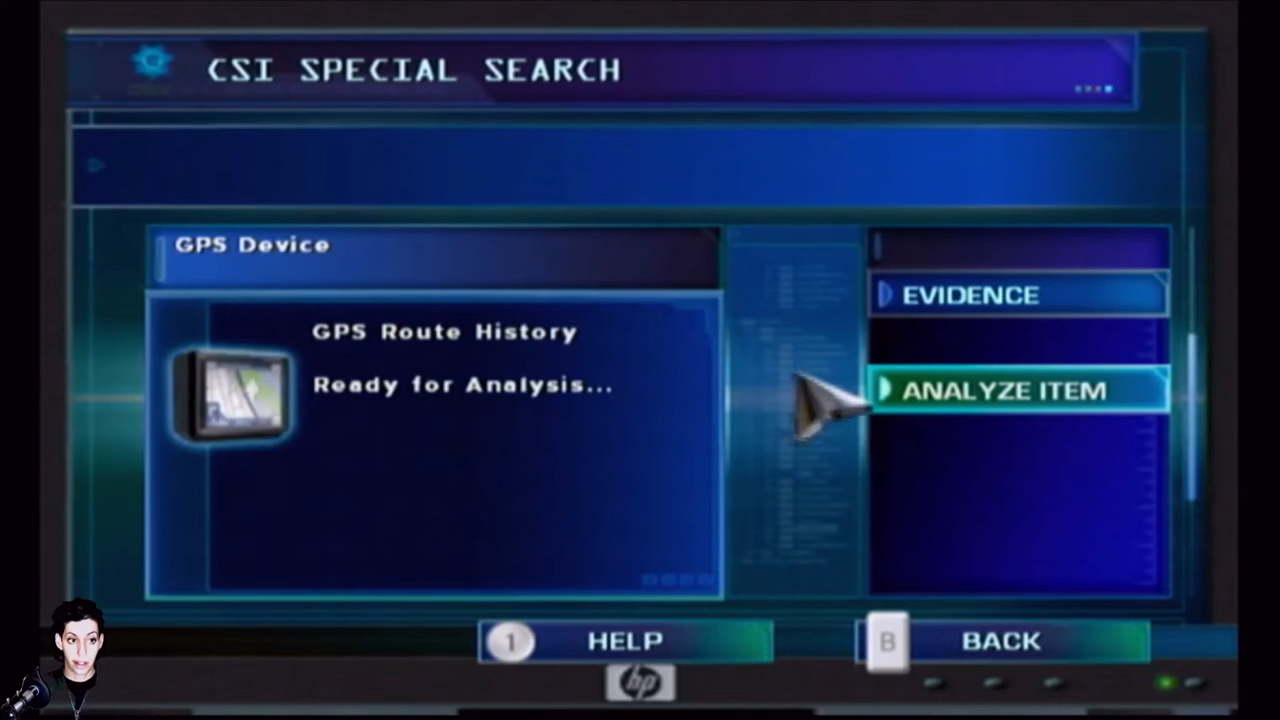 CSI SPECIAL SEARCH
GPS Device
GPS Route History
Ready for Analysis...
EVIDENCE
ANALYZE ITEM
1 HELP
B BACK
hp